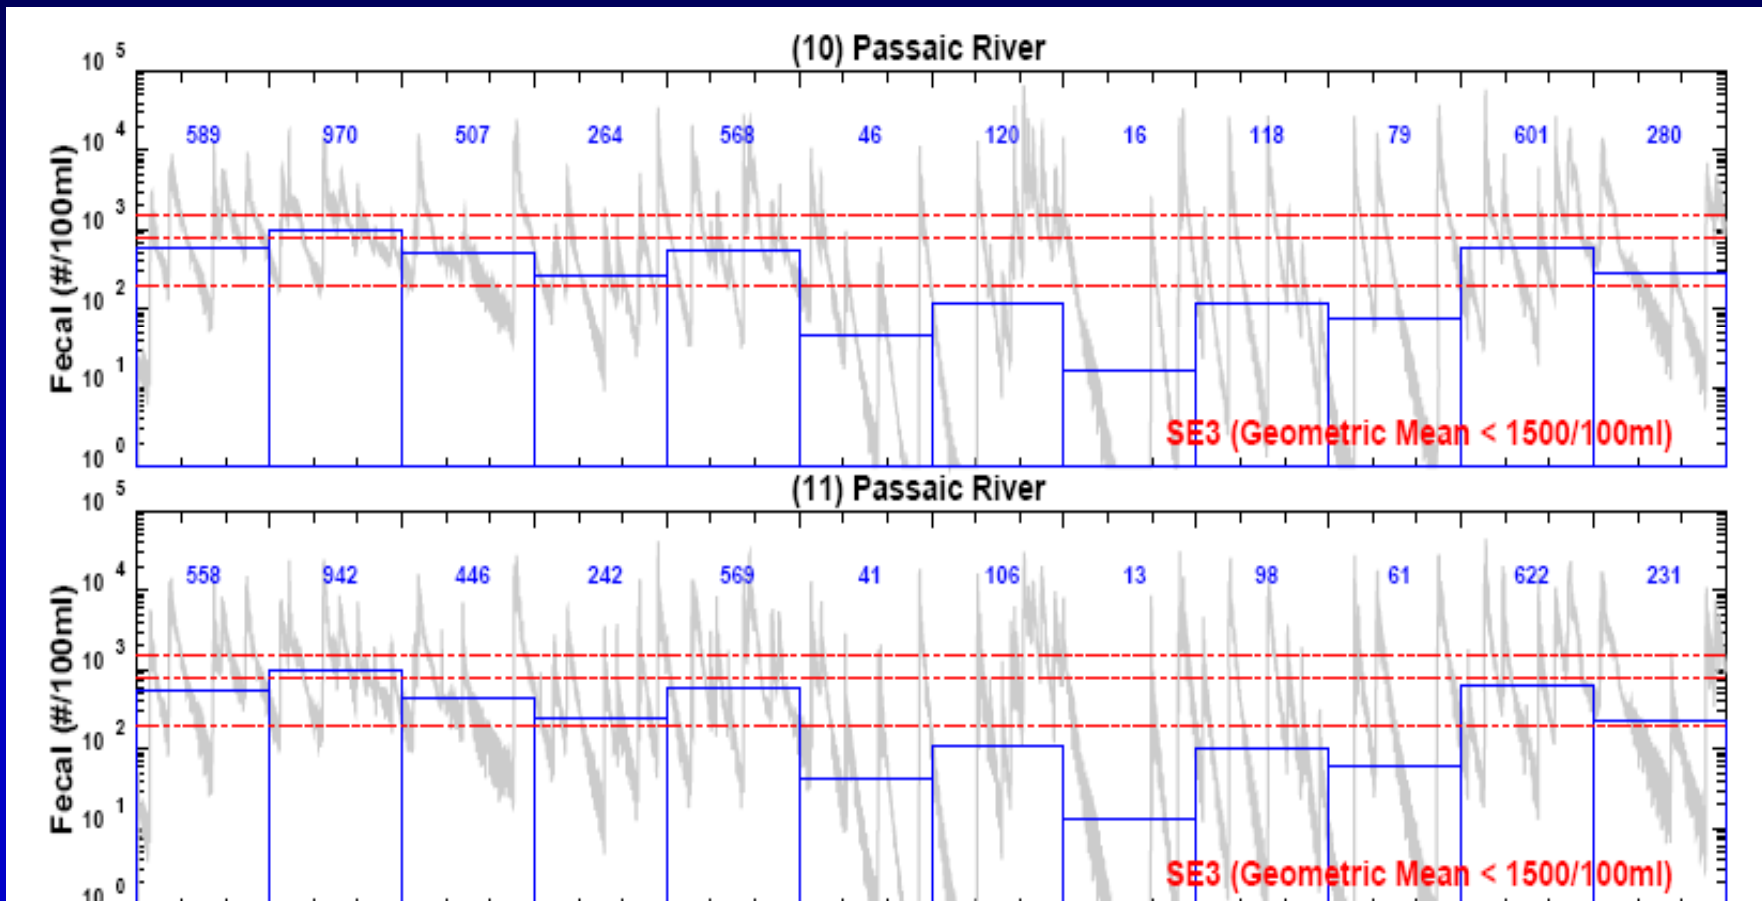 (10) Passaic River
10 5
10 4
10 3
10 2
10 1
10 0
Fecal (#/100ml)
589 970 507 264 568 46 120 16 118 79 601 280
SE3 (Geometric Mean < 1500/100ml)
(11) Passaic River
10 5
10 4
10 3
10 2
10 1
10 0
Fecal (#/100ml)
558 942 446 242 569 41 106 13 98 61 622 231
SE3 (Geometric Mean < 1500/100ml)